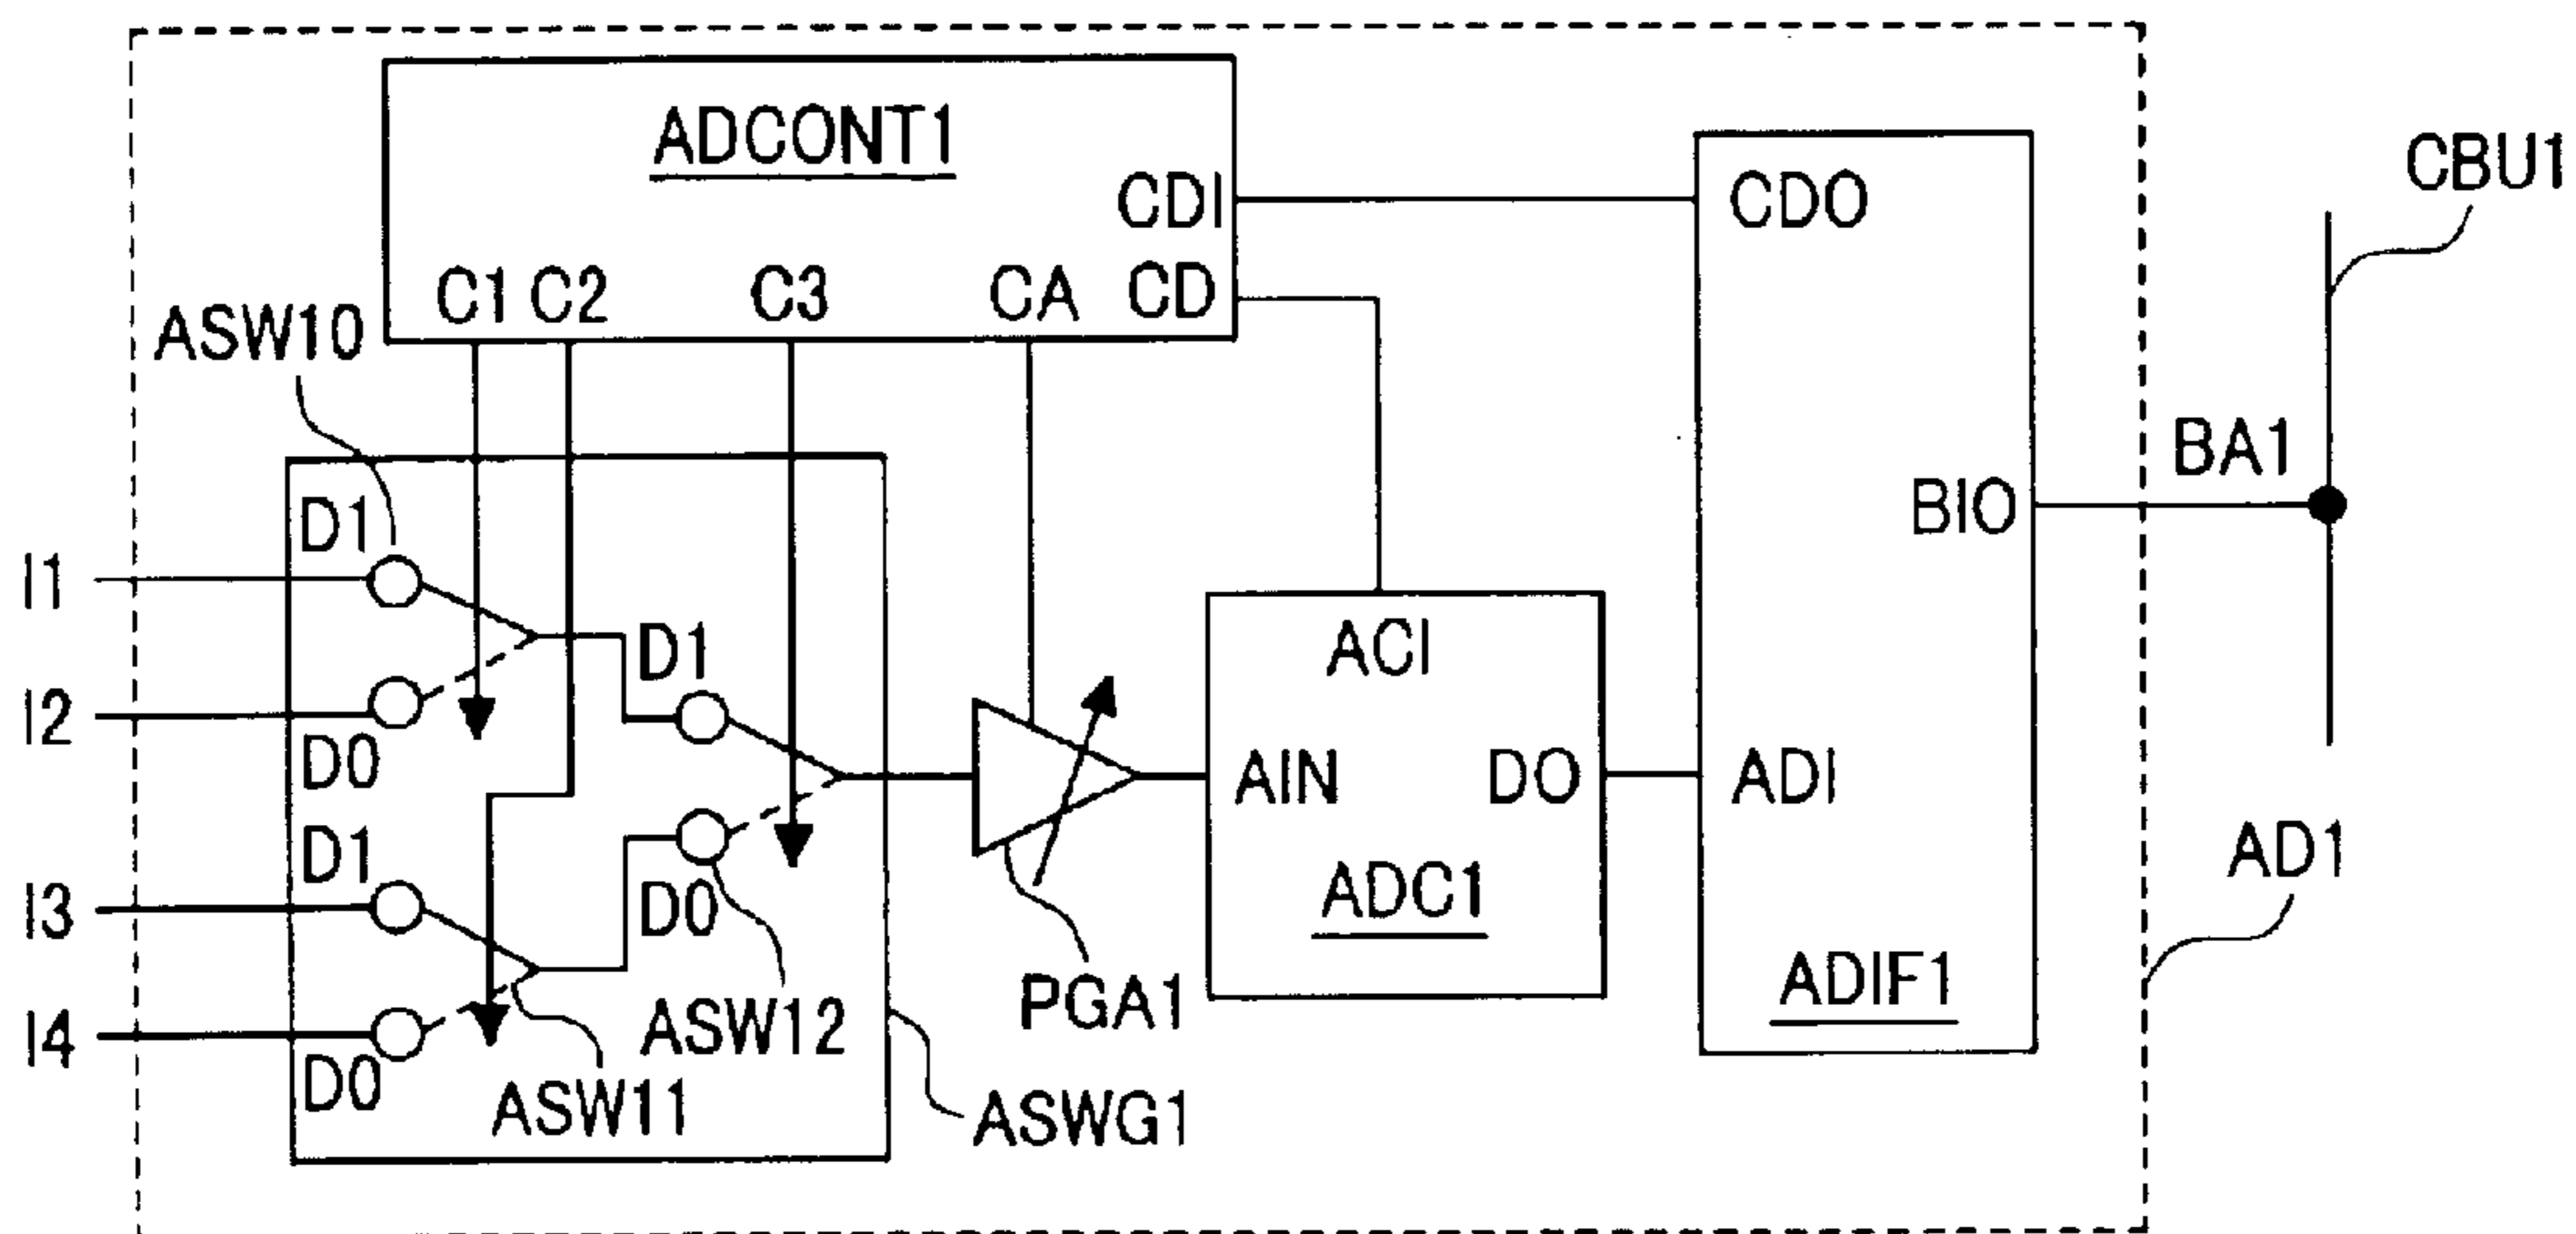 ADCONT1
CBU1
CDI
CDO
C1 C2 C3 CA CD
ASW10
BA1
D1
BIO
I1
D1
ACI
I2
D0
AIN
DO
ADI
D1
AD1
I3
D0
ADC1
PGA1
ADIF1
I4
ASW12
D0
ASW11
ASWG1